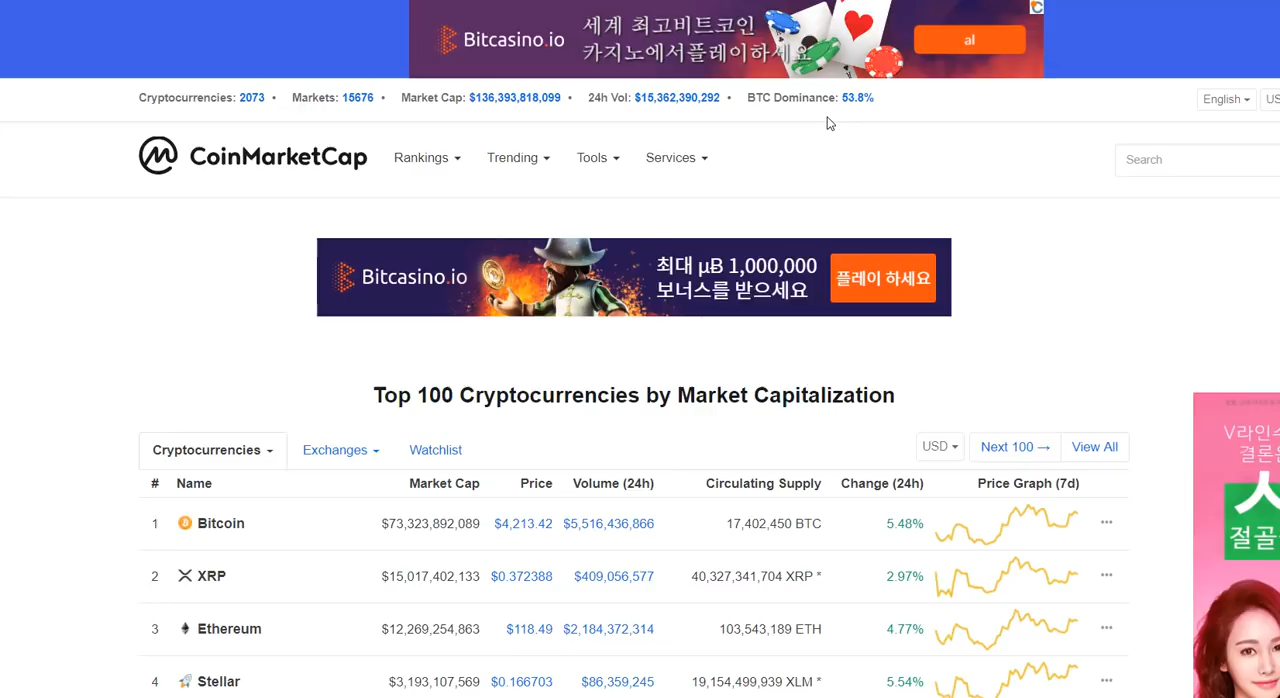 Bitcasino.io
세계 최고비트코인
카지노에서플레이하세요
al
Cryptocurrencies: 2073 • Markets: 15676 • Market Cap: $136,393,818,099 • 24h Vol: $15,362,390,292 • BTC Dominance: 53.8%
English
US
CoinMarketCap
Rankings Trending Tools Services
Search
Bitcasino.io
최대 μɃ 1,000,000
보너스를 받으세요
플레이 하세요
Top 100 Cryptocurrencies by Market Capitalization
Cryptocurrencies Exchanges Watchlist USD Next 100 → View All
# Name Market Cap Price Volume (24h) Circulating Supply Change (24h) Price Graph (7d)
1 Bitcoin $73,323,892,089 $4,213.42 $5,516,436,866 17,402,450 BTC 5.48%
2 XRP $15,017,402,133 $0.372388 $409,056,577 40,327,341,704 XRP * 2.97%
3 Ethereum $12,269,254,863 $118.49 $2,184,372,314 103,543,189 ETH 4.77%
4 Stellar $3,193,107,569 $0.166703 $86,359,245 19,154,499,939 XLM * 5.54%
V라인수
결론은
절골